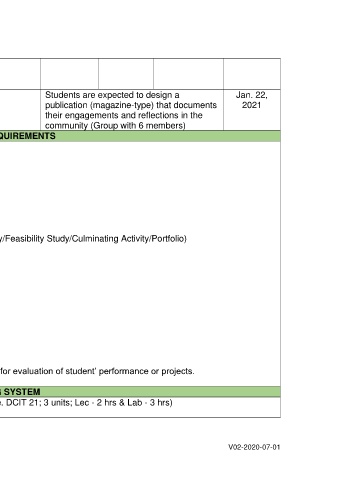 Students are expected to design a
publication (magazine-type) that documents
their engagements and reflections in the
community (Group with 6 members)
Jan. 22,
2021
QUIREMENTS
y/Feasibility Study/Culminating Activity/Portfolio)
for evaluation of student' performance or projects.
SYSTEM
. DCIT 21; 3 units; Lec - 2 hrs & Lab - 3 hrs)
V02-2020-07-01